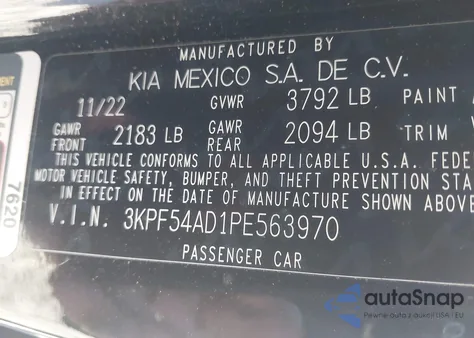 MANUFACTURED BY
KIA MEXICO S.A. DE C.V.
11/22 GVWR 3792 LB PAINT
GAWR FRONT 2183 LB GAWR REAR 2094 LB TRIM
THIS VEHICLE CONFORMS TO ALL APPLICABLE U.S.A. FEDE
MOTOR VEHICLE SAFETY, BUMPER, AND THEFT PREVENTION STA
IN EFFECT ON THE DATE OF MANUFACTURE SHOWN ABOVE
V.I.N. 3KPF54AD1PE563970
PASSENGER CAR
7620
autoSnap